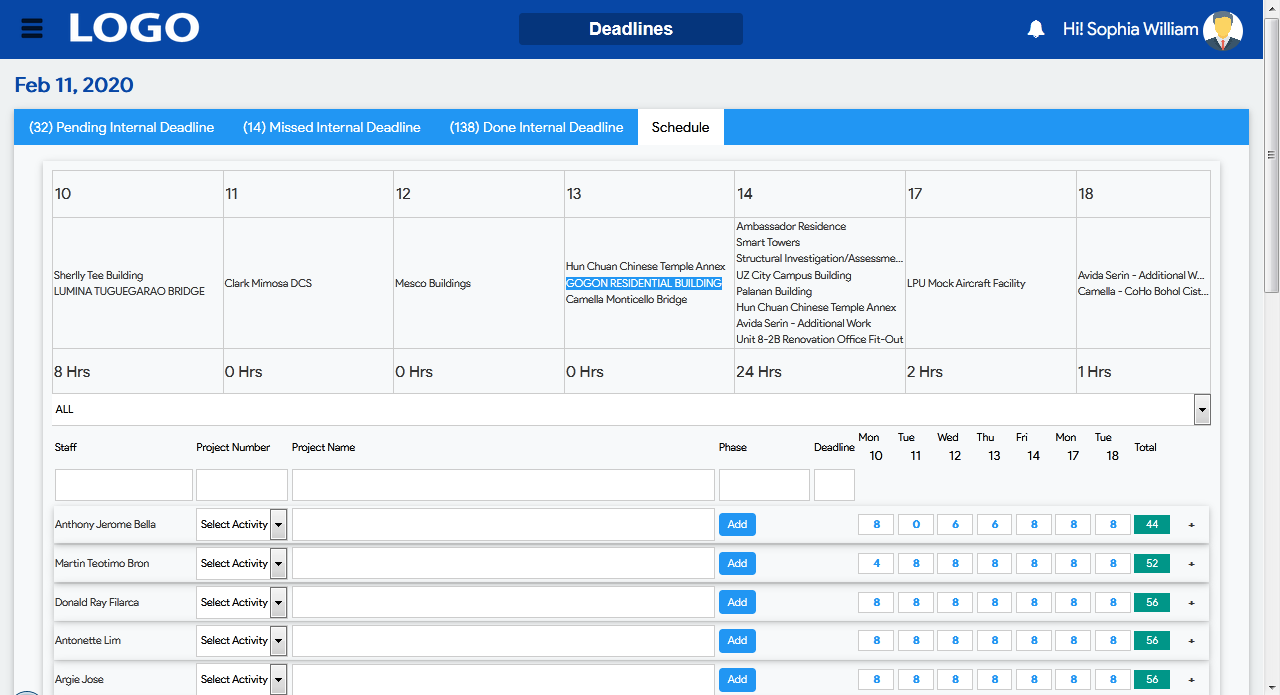 LOGO
Deadlines
Hi! Sophia William
Feb 11, 2020
(32) Pending Internal Deadline (14) Missed Internal Deadline (138) Done Internal Deadline Schedule
10 11 12 13 14 17 18
Sherlly Tee Building
LUMINA TUGUEGARAO BRIDGE
Clark Mimosa DCS
Mesco Buildings
Hun Chuan Chinese Temple Annex
GOGON RESIDENTIAL BUILDING
Camella Monticello Bridge
Ambassador Residence
Smart Towers
Structural Investigation/Assessme...
UZ City Campus Building
Palanan Building
Hun Chuan Chinese Temple Annex
Avida Serin - Additional Work
Unit 8-2B Renovation Office Fit-Out
LPU Mock Aircraft Facility
Avida Serin - Additional W...
Camella - CoHo Bohol Cist...
8 Hrs 0 Hrs 0 Hrs 0 Hrs 24 Hrs 2 Hrs 1 Hrs
ALL
Staff Project Number Project Name Phase Deadline Mon Tue Wed Thu Fri Mon Tue Total
10 11 12 13 14 17 18
Anthony Jerome Bella Select Activity Add 8 0 6 6 8 8 8 44 +
Martin Teotimo Bron Select Activity Add 4 8 8 8 8 8 8 52 +
Donald Ray Filarca Select Activity Add 8 8 8 8 8 8 8 56 +
Antonette Lim Select Activity Add 8 8 8 8 8 8 8 56 +
Argie Jose Select Activity Add 8 8 8 8 8 8 8 56 +